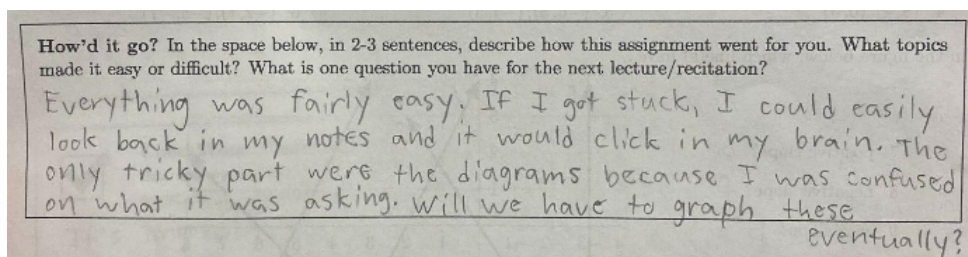 How'd it go? In the space below, in 2-3 sentences, describe how this assignment went for you. What topics
made it easy or difficult? What is one question you have for the next lecture/recitation?
Everything was fairly easy. If I got stuck, I could easily
look back in my notes and it would click in my brain. The
only tricky part were the diagrams because I was confused
on what it was asking. Will we have to graph these
eventually?